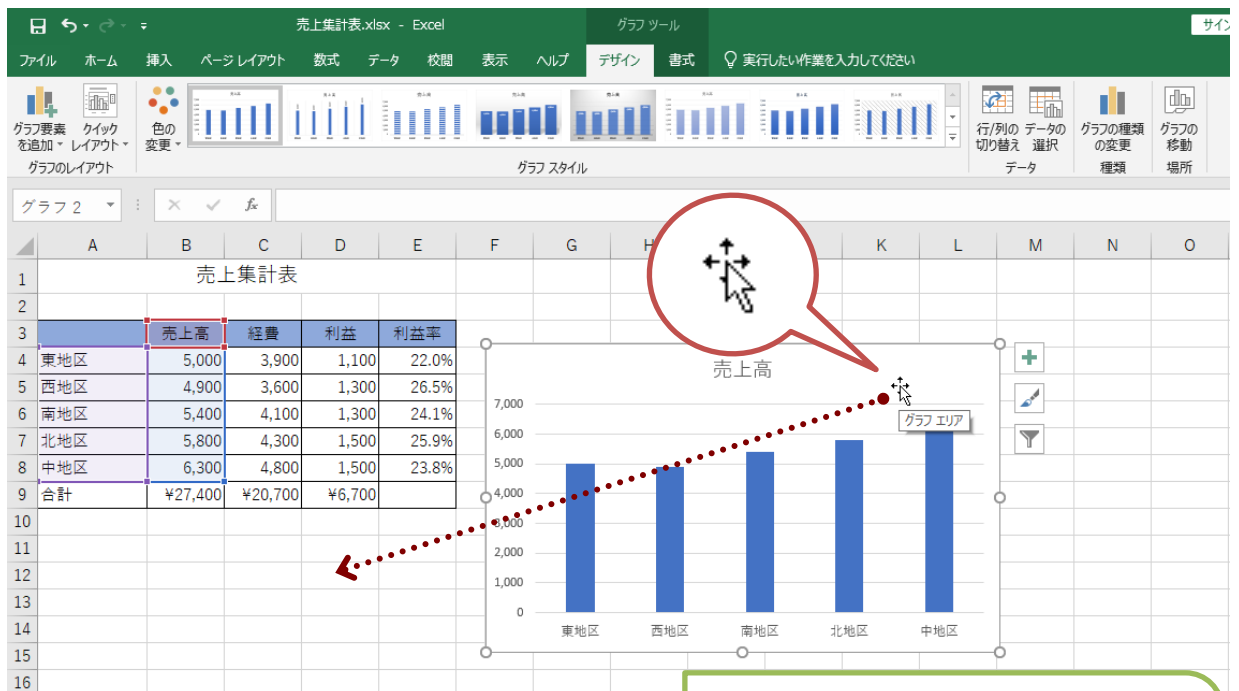 売上集計表.xlsx - Excel
グラフ ツール
サイン
ファイル ホーム 挿入 ページ レイアウト 数式 データ 校閲 表示 ヘルプ デザイン 書式 実行したい作業を入力してください
グラフ要素を追加 クイックレイアウト 色の変更 行/列の切り替え データの選択 グラフの種類の変更 グラフの移動
グラフのレイアウト グラフ スタイル データ 種類 場所
グラフ 2 fx
A B C D E F G H K L M N O
1 売上集計表
2
3 売上高 経費 利益 利益率
4 東地区 5,000 3,900 1,100 22.0%
5 西地区 4,900 3,600 1,300 26.5%
6 南地区 5,400 4,100 1,300 24.1%
7 北地区 5,800 4,300 1,500 25.9%
8 中地区 6,300 4,800 1,500 23.8%
9 合計 ¥27,400 ¥20,700 ¥6,700
10
11
12
13
14
15
16
売上高
グラフ エリア
7,000
6,000
5,000
4,000
3,000
2,000
1,000
0
東地区 西地区 南地区 北地区 中地区